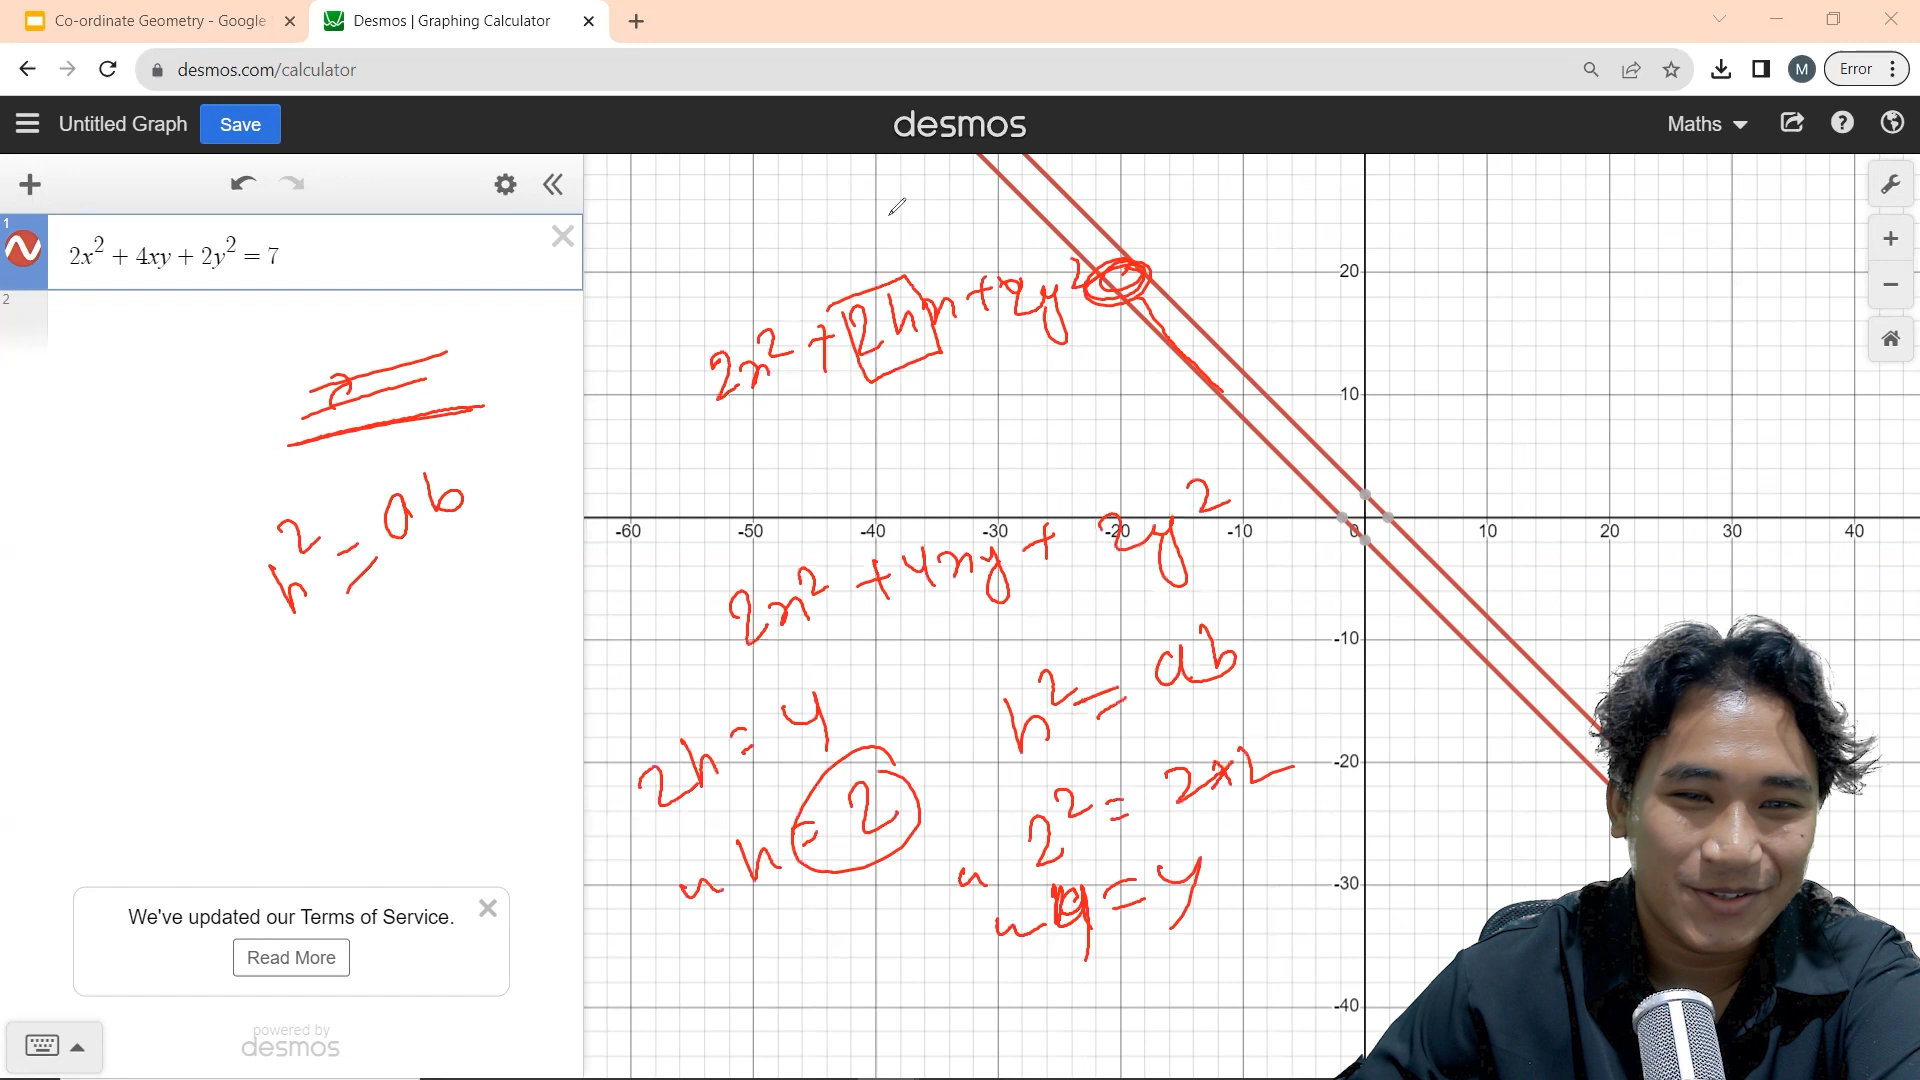 Co-ordinate Geometry - Google
Desmos | Graphing Calculator
desmos.com/calculator
M
Error
Untitled Graph
Save
desmos
Maths
1
2x² + 4xy + 2y² = 7
2
h² = ab
2x² + 2hx + 2y²
20
10
-60 -50 -40 -30 -20 -10 0 10 20 30 40
2x² + 4xy + 2y²
-10
h² = ab
2h = 4
-20
2² = 2×2
h = 2
-30
4 = 4
-40
We've updated our Terms of Service.
Read More
powered by
desmos